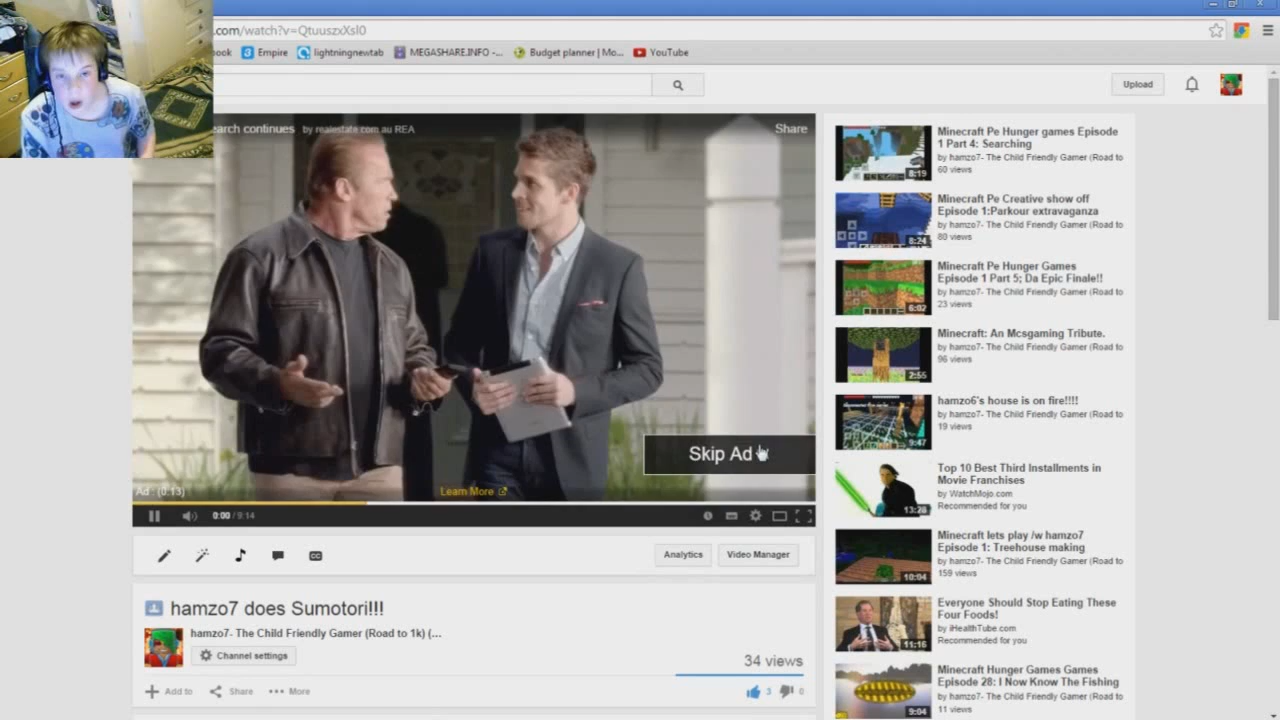 .com/watch?v=QtuuszxXsI0
ook Empire lightningnewtab MEGASHARE.INFO -... Budget planner | Mo... YouTube
Upload
earch continues by realestate.com.au REA
Share
Skip Ad
Ad : (0:13)
Learn More
0:00 / 9:14
Analytics Video Manager
hamzo7 does Sumotori!!!
hamzo7- The Child Friendly Gamer (Road to 1k) (...
Channel settings
34 views
Add to Share More
3 0
Minecraft Pe Hunger games Episode
1 Part 4: Searching
by hamzo7- The Child Friendly Gamer (Road to
60 views
8:19
Minecraft Pe Creative show off
Episode 1:Parkour extravaganza
by hamzo7- The Child Friendly Gamer (Road to
80 views
8:24
Minecraft Pe Hunger Games
Episode 1 Part 5; Da Epic Finale!!
by hamzo7- The Child Friendly Gamer (Road to
23 views
6:02
Minecraft: An Mcsgaming Tribute.
by hamzo7- The Child Friendly Gamer (Road to
96 views
2:55
hamzo6's house is on fire!!!!
by hamzo7- The Child Friendly Gamer (Road to
19 views
9:47
Top 10 Best Third Installments in
Movie Franchises
by WatchMojo.com
Recommended for you
13:28
Minecraft lets play /w hamzo7
Episode 1: Treehouse making
by hamzo7- The Child Friendly Gamer (Road to
159 views
10:04
Everyone Should Stop Eating These
Four Foods!
by iHealthTube.com
Recommended for you
11:16
Minecraft Hunger Games Games
Episode 28: I Now Know The Fishing
by hamzo7- The Child Friendly Gamer (Road to
11 views
9:04